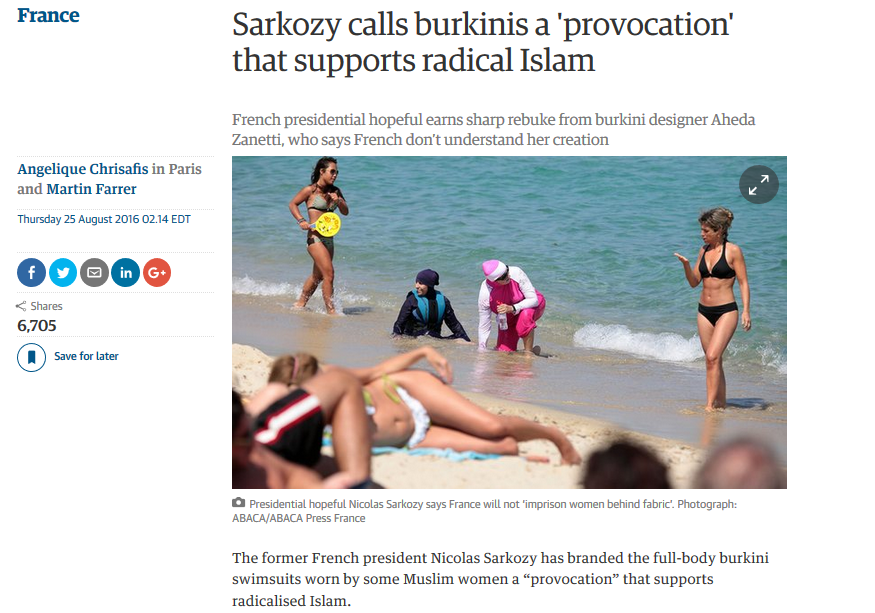 France
Sarkozy calls burkinis a 'provocation'
that supports radical Islam
French presidential hopeful earns sharp rebuke from burkini designer Aheda
Zanetti, who says French don’t understand her creation
Angelique Chrisafis in Paris
and Martin Farrer
Thursday 25 August 2016 02.14 EDT
f
in
G+
Shares
6,705
Save for later
Presidential hopeful Nicolas Sarkozy says France will not 'imprison women behind fabric'. Photograph:
ABACA/ABACA Press France
The former French president Nicolas Sarkozy has branded the full-body burkini
swimsuits worn by some Muslim women a “provocation” that supports
radicalised Islam.